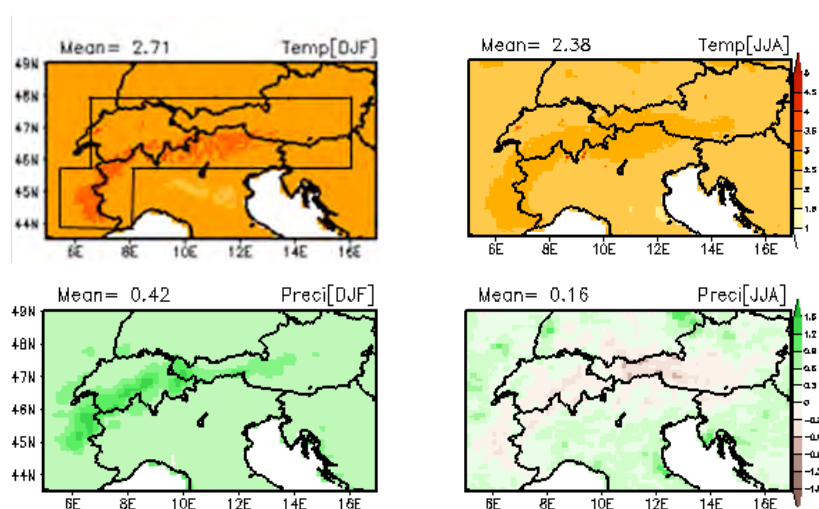 Mean= 2.71 Temp[DJF]
Mean= 2.38 Temp[JJA]
49N
48N
47N
46N
45N
44N
6E 8E 10E 12E 14E 16E
6E 8E 10E 12E 14E 16E
5
4.5
3.5
3
2.5
2
1.5
1
Mean= 0.42 Preci[DJF]
Mean= 0.16 Preci[JJA]
49N
48N
47N
46N
45N
44N
6E 8E 10E 12E 14E 16E
6E 8E 10E 12E 14E 16E
1.5
1.2
0.6
0.3
0